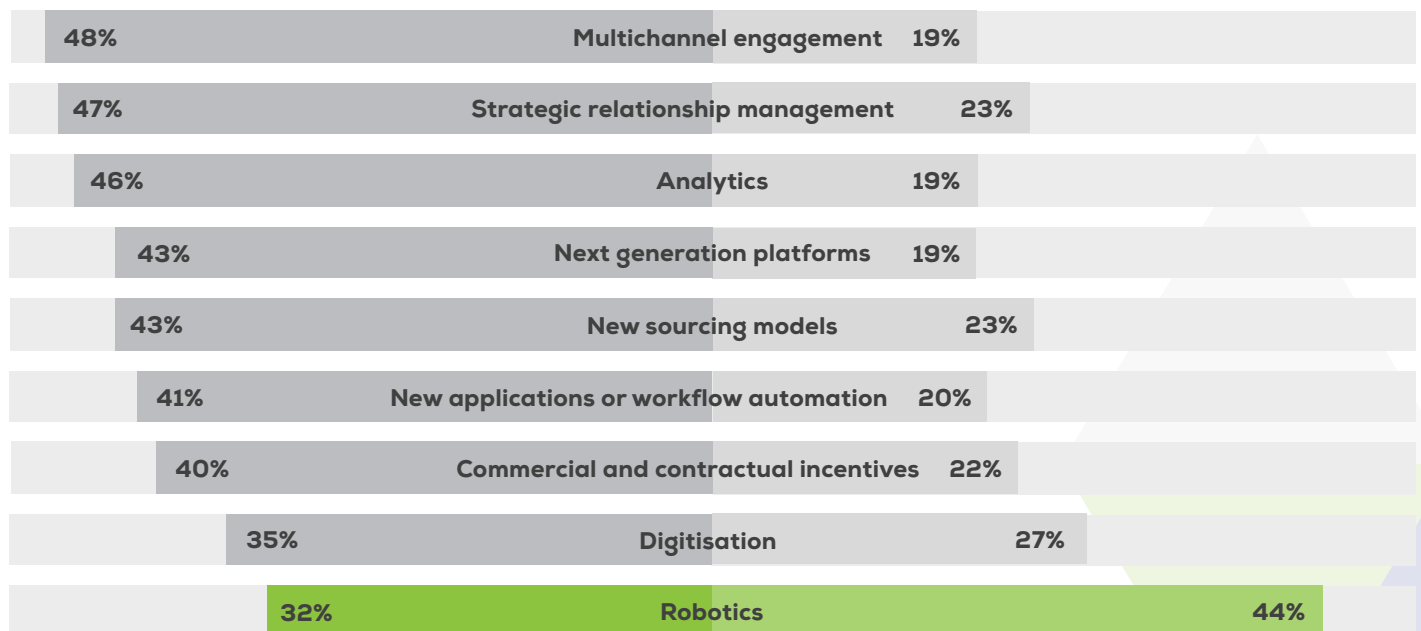 48% Multichannel engagement 19%
47% Strategic relationship management 23%
46% Analytics 19%
43% Next generation platforms 19%
43% New sourcing models 23%
41% New applications or workflow automation 20%
40% Commercial and contractual incentives 22%
35% Digitisation 27%
32% Robotics 44%